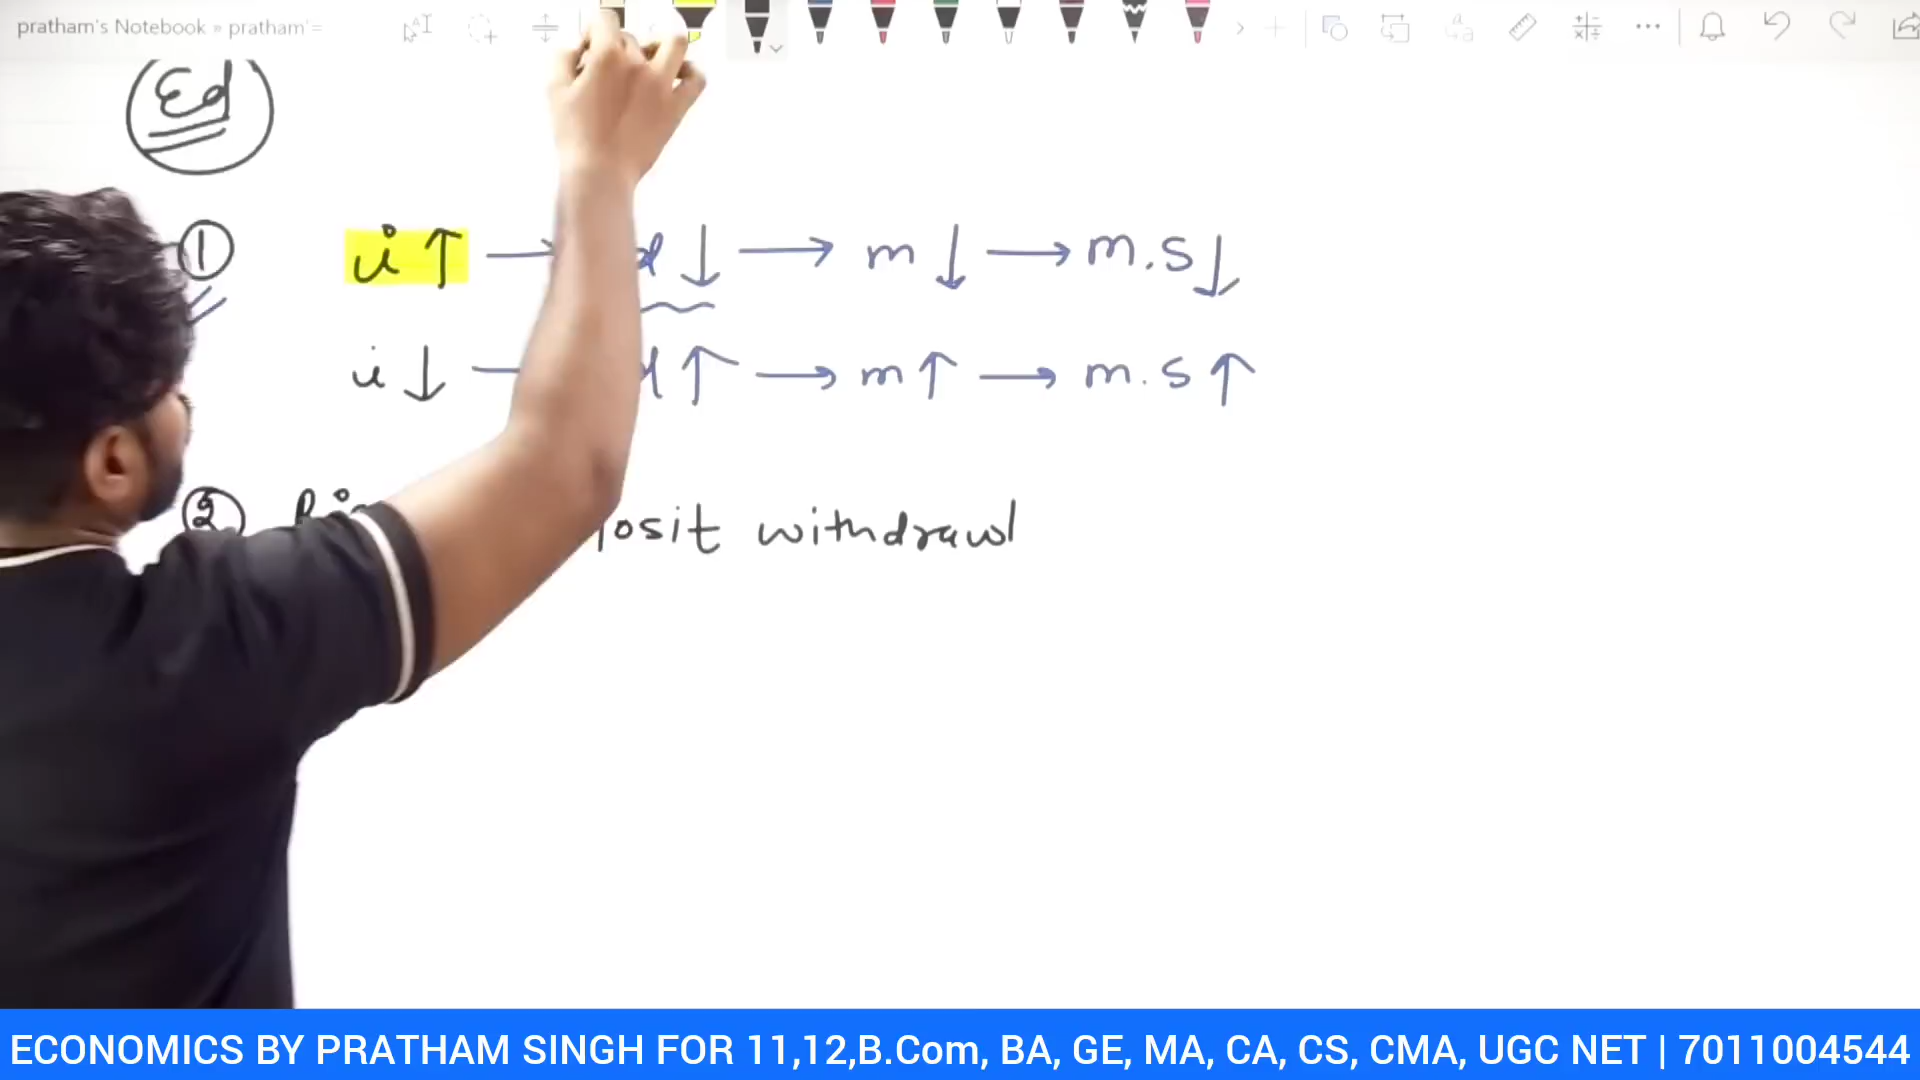 pratham's Notebook » pratham'=
Ed
① i ↑ → d ↓ → m ↓ → m.s ↓
i ↓ → d ↑ → m ↑ → m.s ↑
② posit withdrawl
ECONOMICS BY PRATHAM SINGH FOR 11,12,B.Com, BA, GE, MA, CA, CS, CMA, UGC NET | 7011004544